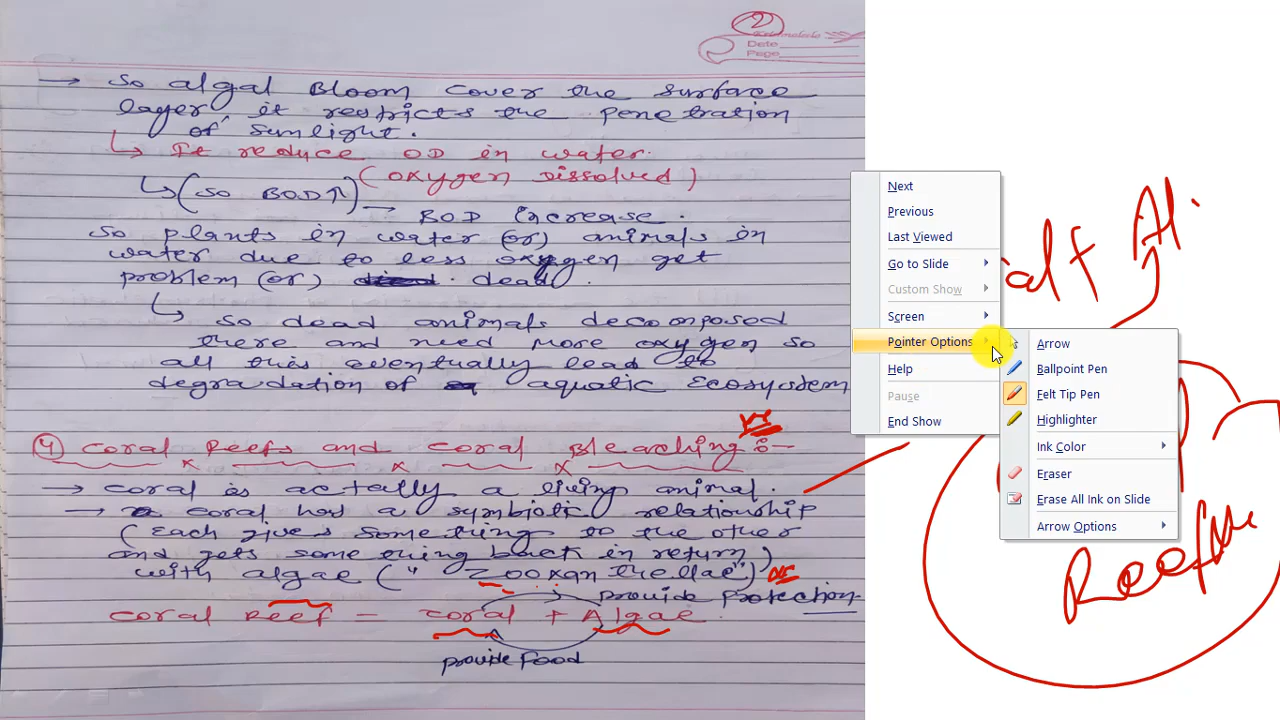 2
Date
Page
→ So algal Bloom cover the surface
layer, it restricts the penetration
of sunlight.
↳ It reduce OD in water.
(oxygen dissolved)
↳ (so BOD↑)
→ BOD increase.
So plants in water (or) animals in
water due to less oxygen get
problem (or) dead.
↳ So dead animals decomposed
there and need more oxygen so
all this eventually lead to
degradation of aquatic Ecosystem
④ Coral Reefs and Coral Bleaching :-
→ coral is actally a living animal.
→ coral had a symbiotic relationship
(Each gives something to the other
and gets some thing back in return)
with algae ("Zooxanthellae")
provide protection
coral Reef = coral + Algae.
provide food
Next
Previous
Last Viewed
Go to Slide
Custom Show
Screen
Pointer Options
Help
Pause
End Show
Arrow
Ballpoint Pen
Felt Tip Pen
Highlighter
Ink Color
Eraser
Erase All Ink on Slide
Arrow Options